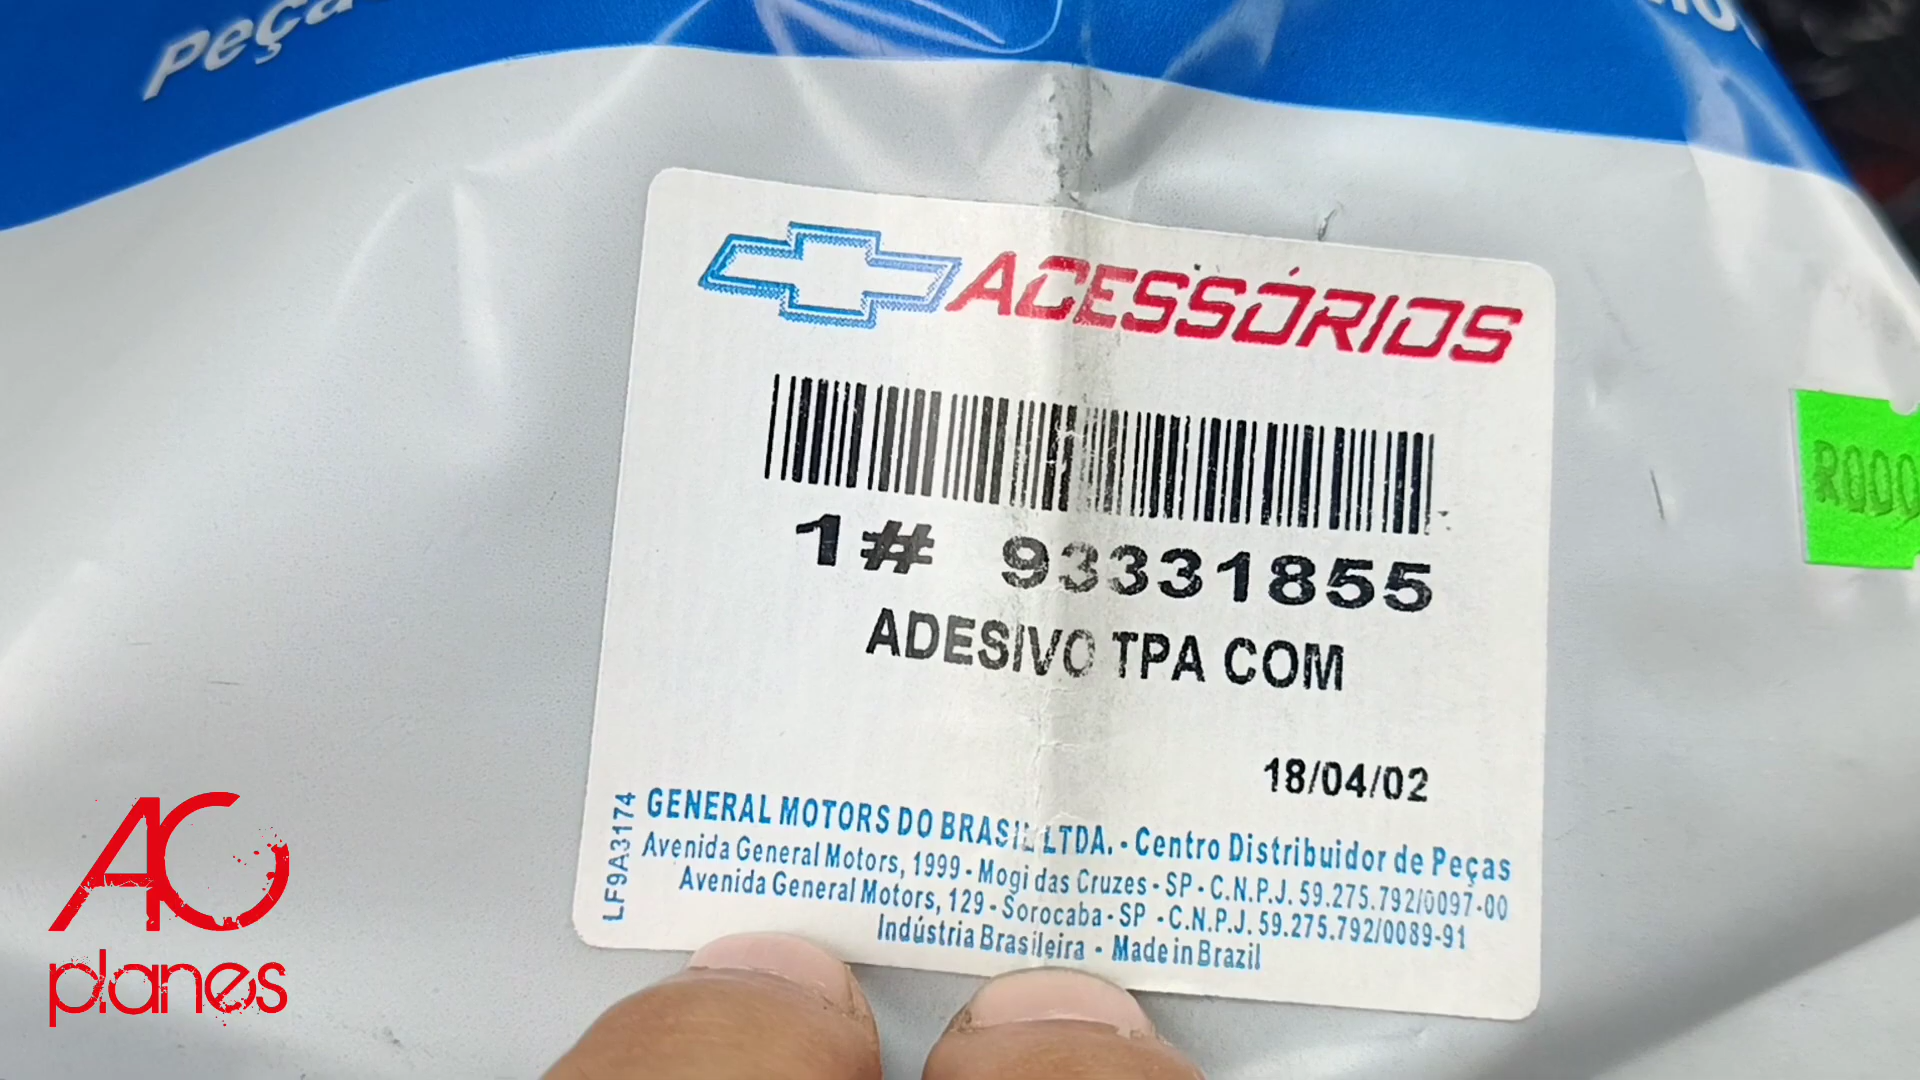 Peça
ACESSÓRIOS
1# 93331855
ADESIVO TPA COM
18/04/02
LF9A3174
GENERAL MOTORS DO BRASIL LTDA. - Centro Distribuidor de Peças
Avenida General Motors, 1999 - Mogi das Cruzes - SP - C.N.P.J. 59.275.792/0097-00
Avenida General Motors, 129 - Sorocaba - SP - C.N.P.J. 59.275.792/0089-91
Indústria Brasileira - Made in Brazil
R000
AO
planes